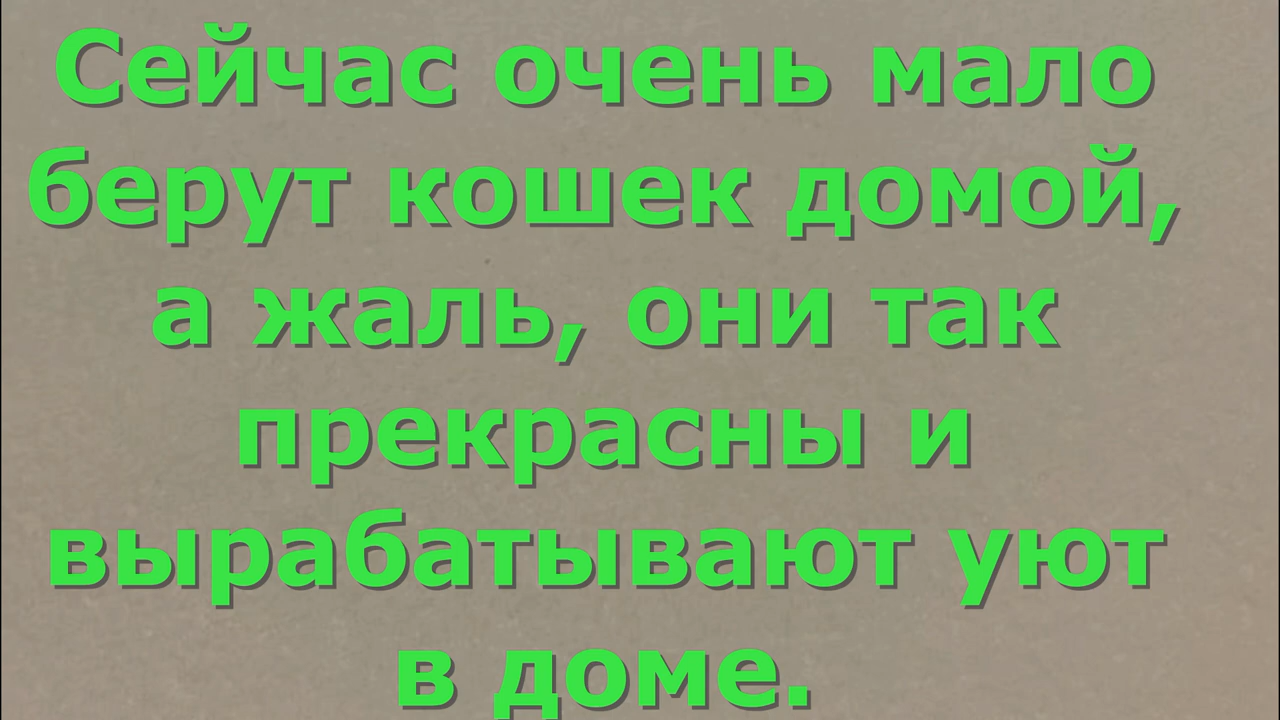 Сейчас очень мало
берут кошек домой,
а жаль, они так
прекрасны и
вырабатывают уют
в доме.